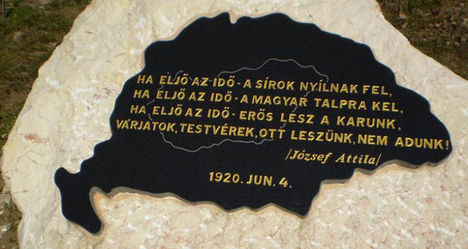 HA ELJŐ AZ IDŐ - A SÍROK NYÍLNAK FEL,
HA ELJŐ AZ IDŐ - A MAGYAR TALPRA KEL,
HA ELJŐ AZ IDŐ - ERŐS LESZ A KARUNK,
VÁRJATOK, TESTVÉREK, OTT LESZÜNK, NEM ADUNK!
/József Attila/
1920. JUN. 4.